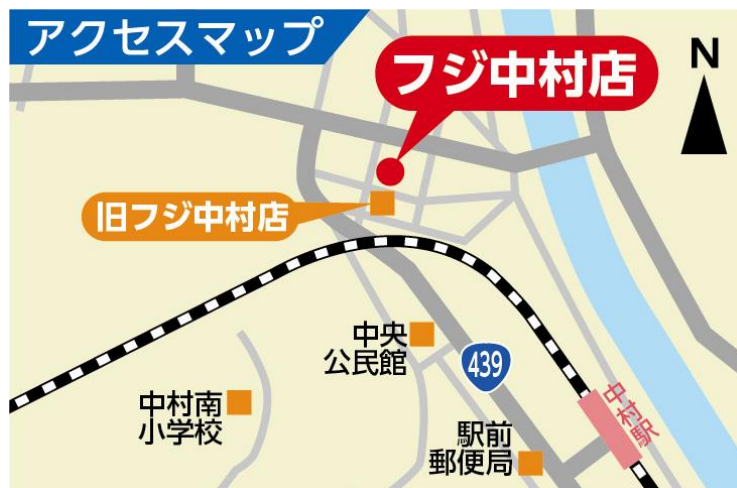 アクセスマップ
N
フジ中村店
旧フジ中村店
中央
公民館
439
中村南
小学校
中村駅
駅前
郵便局